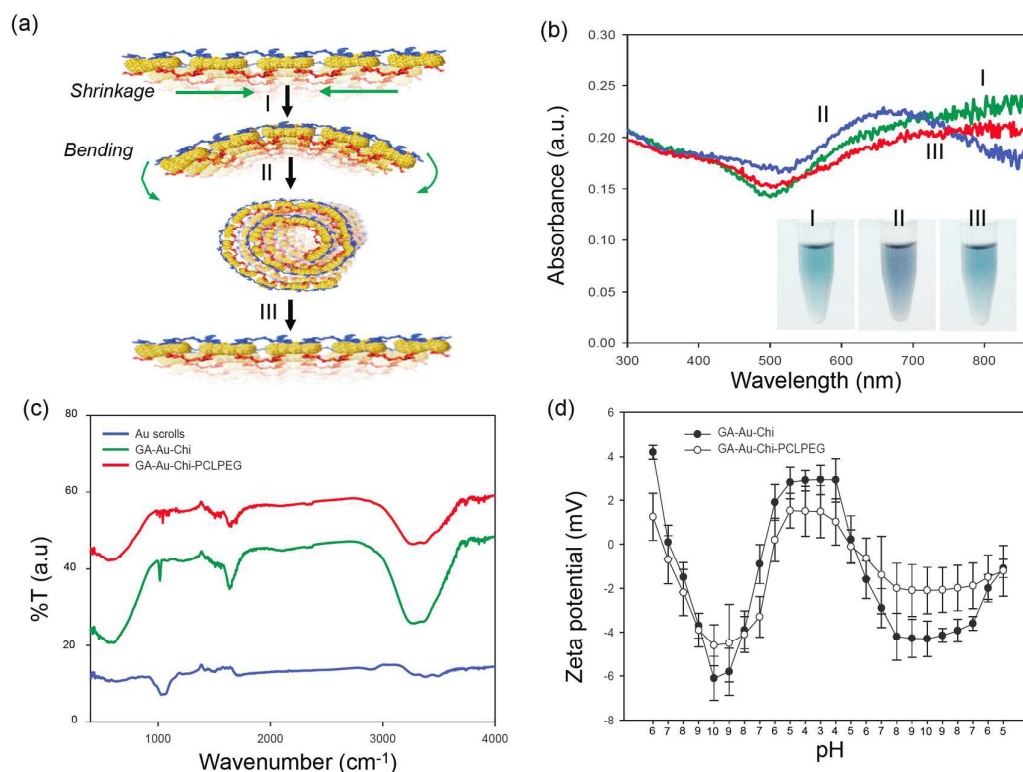 (a)
Shrinkage
I
Bending
II
III
(b)
Absorbance (a.u.)
0.30
0.25
0.20
0.15
0.10
0.05
0.00
I
II
III
I II III
300 400 500 600 700 800
Wavelength (nm)
(c)
%T (a.u)
80
60
40
20
0
Au scrolls
GA-Au-Chi
GA-Au-Chi-PCLPEG
1000 2000 3000 4000
Wavenumber (cm⁻¹)
(d)
Zeta potential (mV)
6
4
2
0
-2
-4
-6
-8
GA-Au-Chi
GA-Au-Chi-PCLPEG
6 7 8 9 10 9 8 7 6 5 4 3 4 5 6 7 8 9 10 9 8 7 6 5
pH